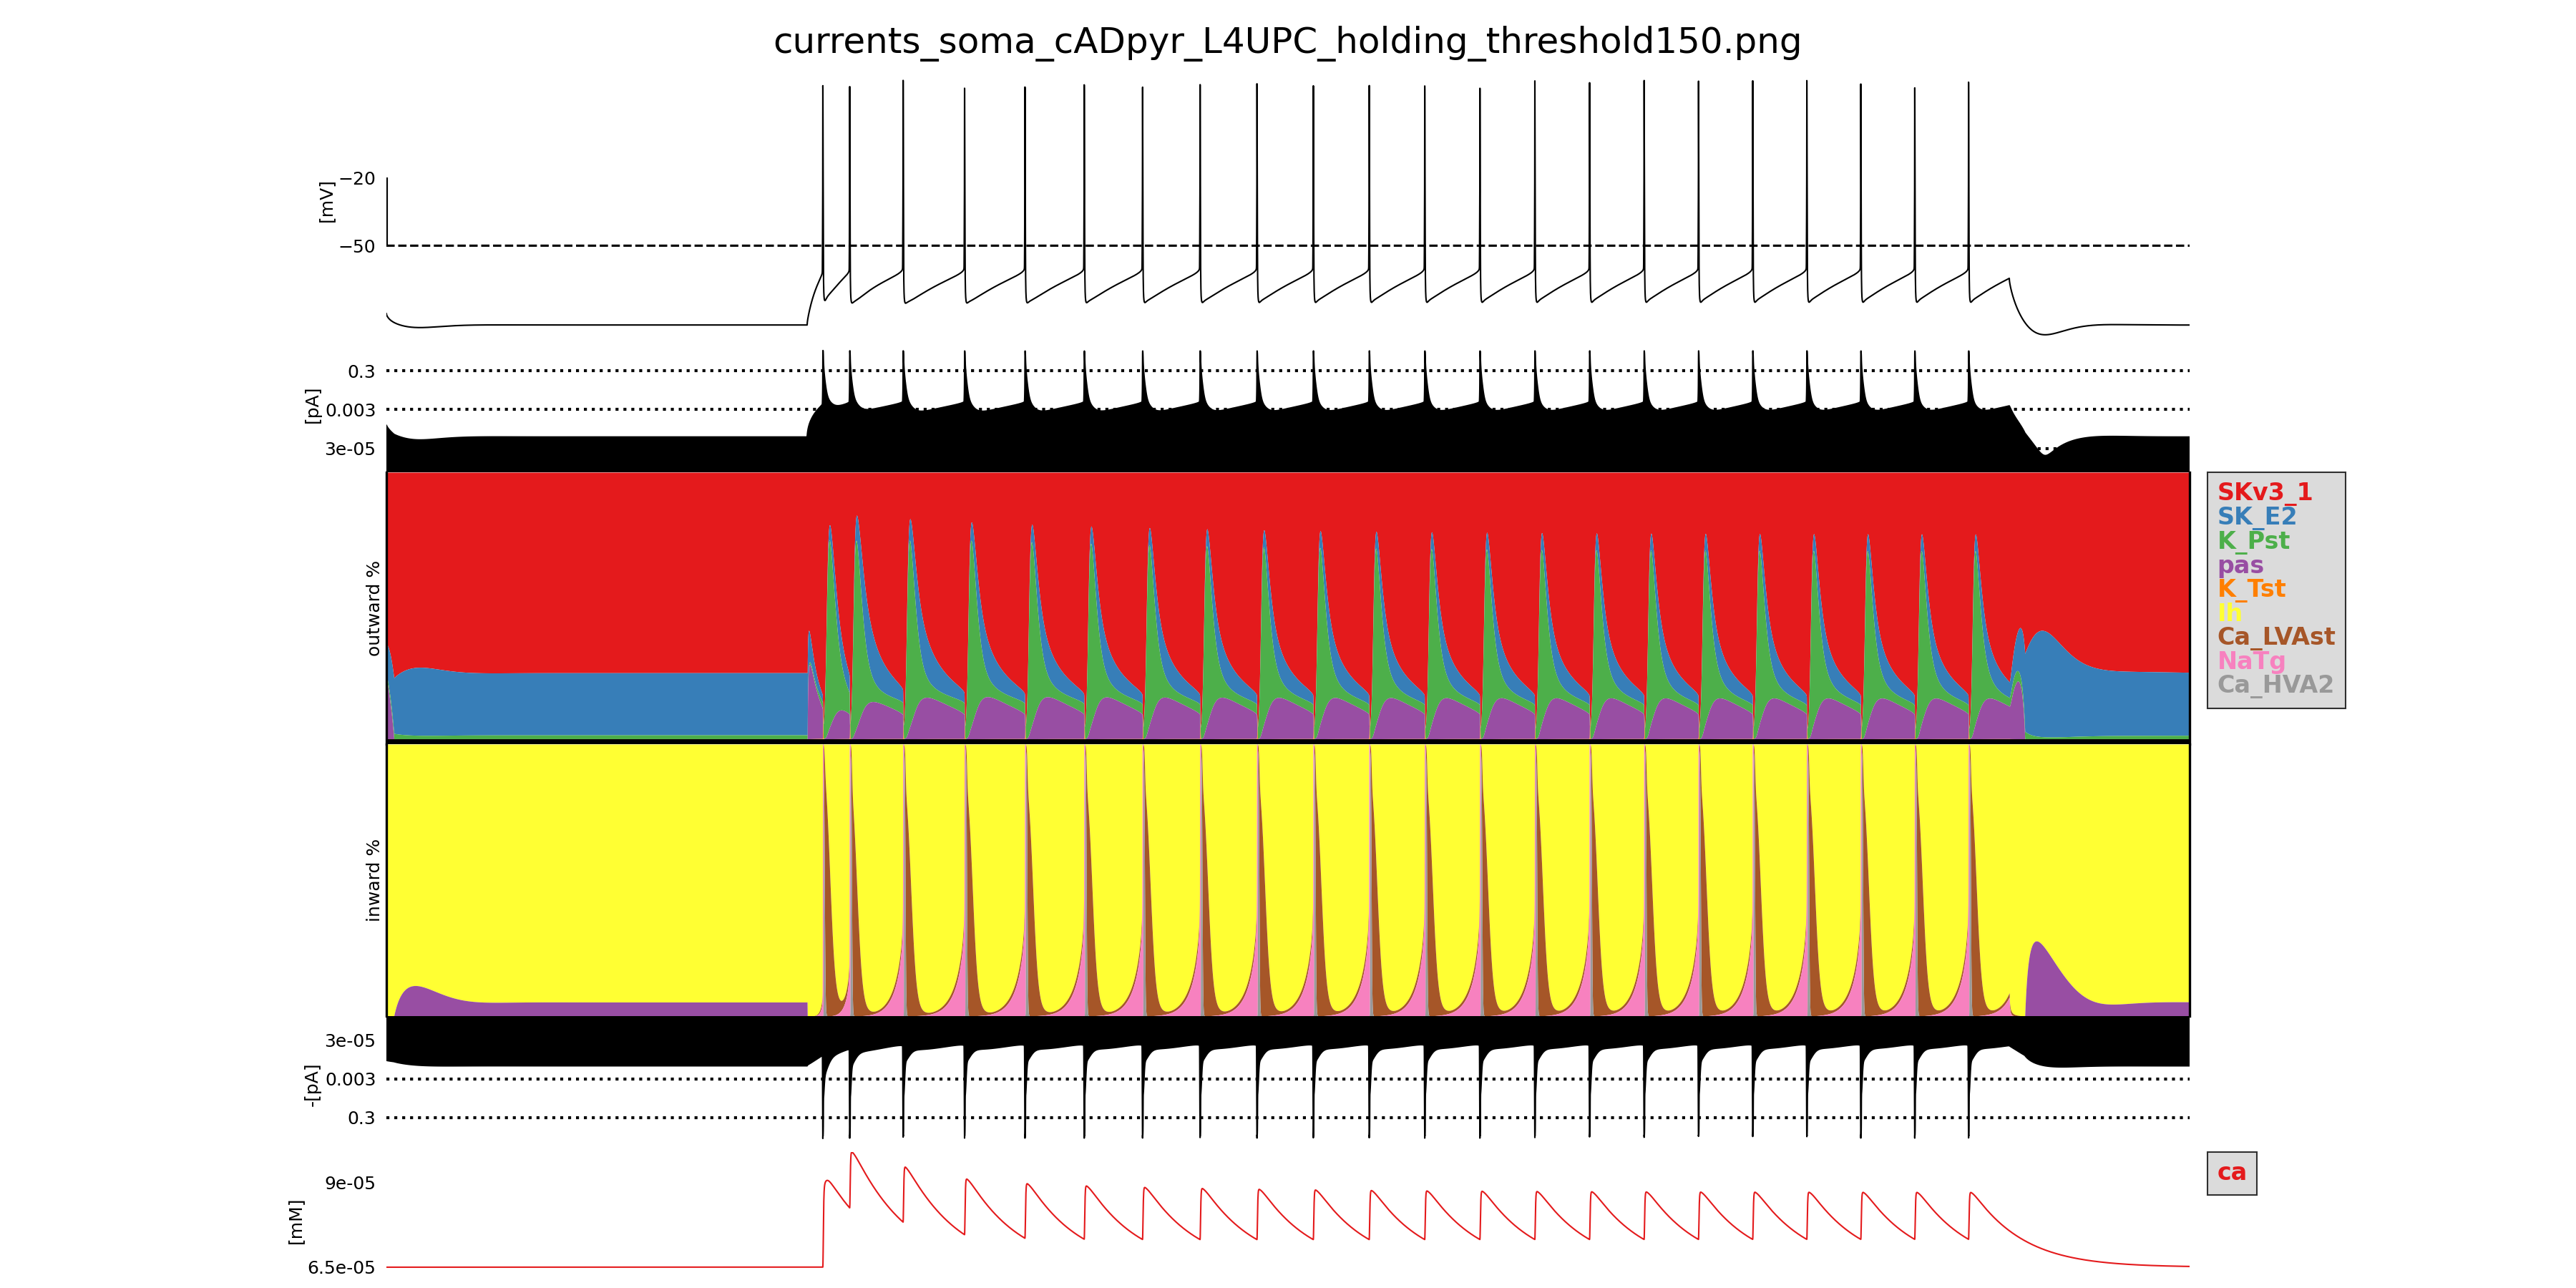 currents_soma_cADpyr_L4UPC_holding_threshold150.png
−20
[mV]
−50
0.3
[pA]
0.003
3e-05
SKv3_1
SK_E2
K_Pst
pas
K_Tst
Ih
Ca_LVAst
NaTg
Ca_HVA2
outward %
inward %
3e-05
-[pA]
0.003
0.3
ca
9e-05
[mM]
6.5e-05